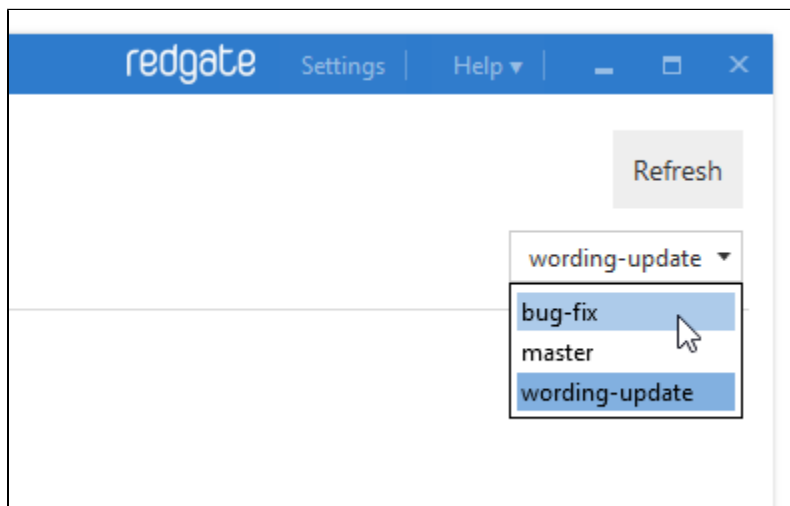 redgate Settings | Help ▾ |
Refresh
wording-update
bug-fix
master
wording-update